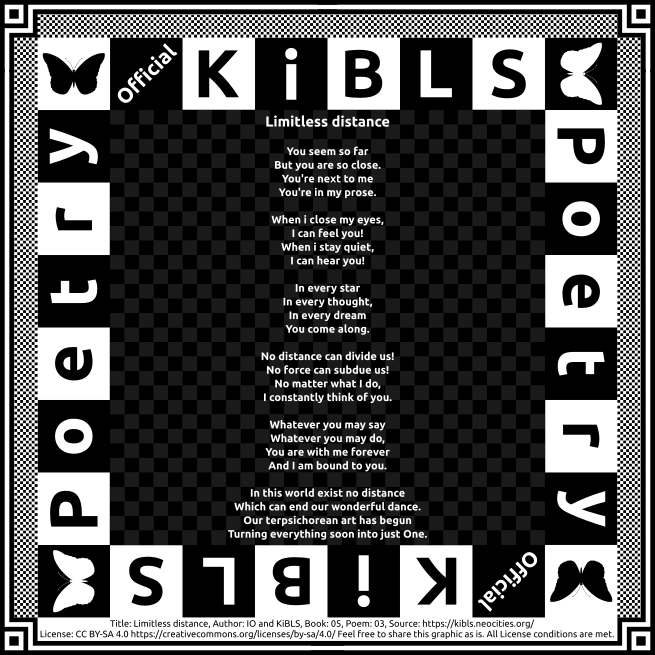 Official KiBLS
Poetry
Poetry
Limitless distance
You seem so far
But you are so close.
You're next to me
You're in my prose.
When i close my eyes,
I can feel you!
When i stay quiet,
I can hear you!
In every star
In every thought,
In every dream
You come along.
No distance can divide us!
No force can subdue us!
No matter what I do,
I constantly think of you.
Whatever you may say
Whatever you may do,
You are with me forever
And I am bound to you.
In this world exist no distance
Which can end our wonderful dance.
Our terpsichorean art has begun
Turning everything soon into just One.
Official KiBLS
Title: Limitless distance, Author: IO and KiBLS, Book: 05, Poem: 03, Source: https://kibls.neocities.org/
License: CC BY-SA 4.0 https://creativecommons.org/licenses/by-sa/4.0/ Feel free to share this graphic as is. All License conditions are met.